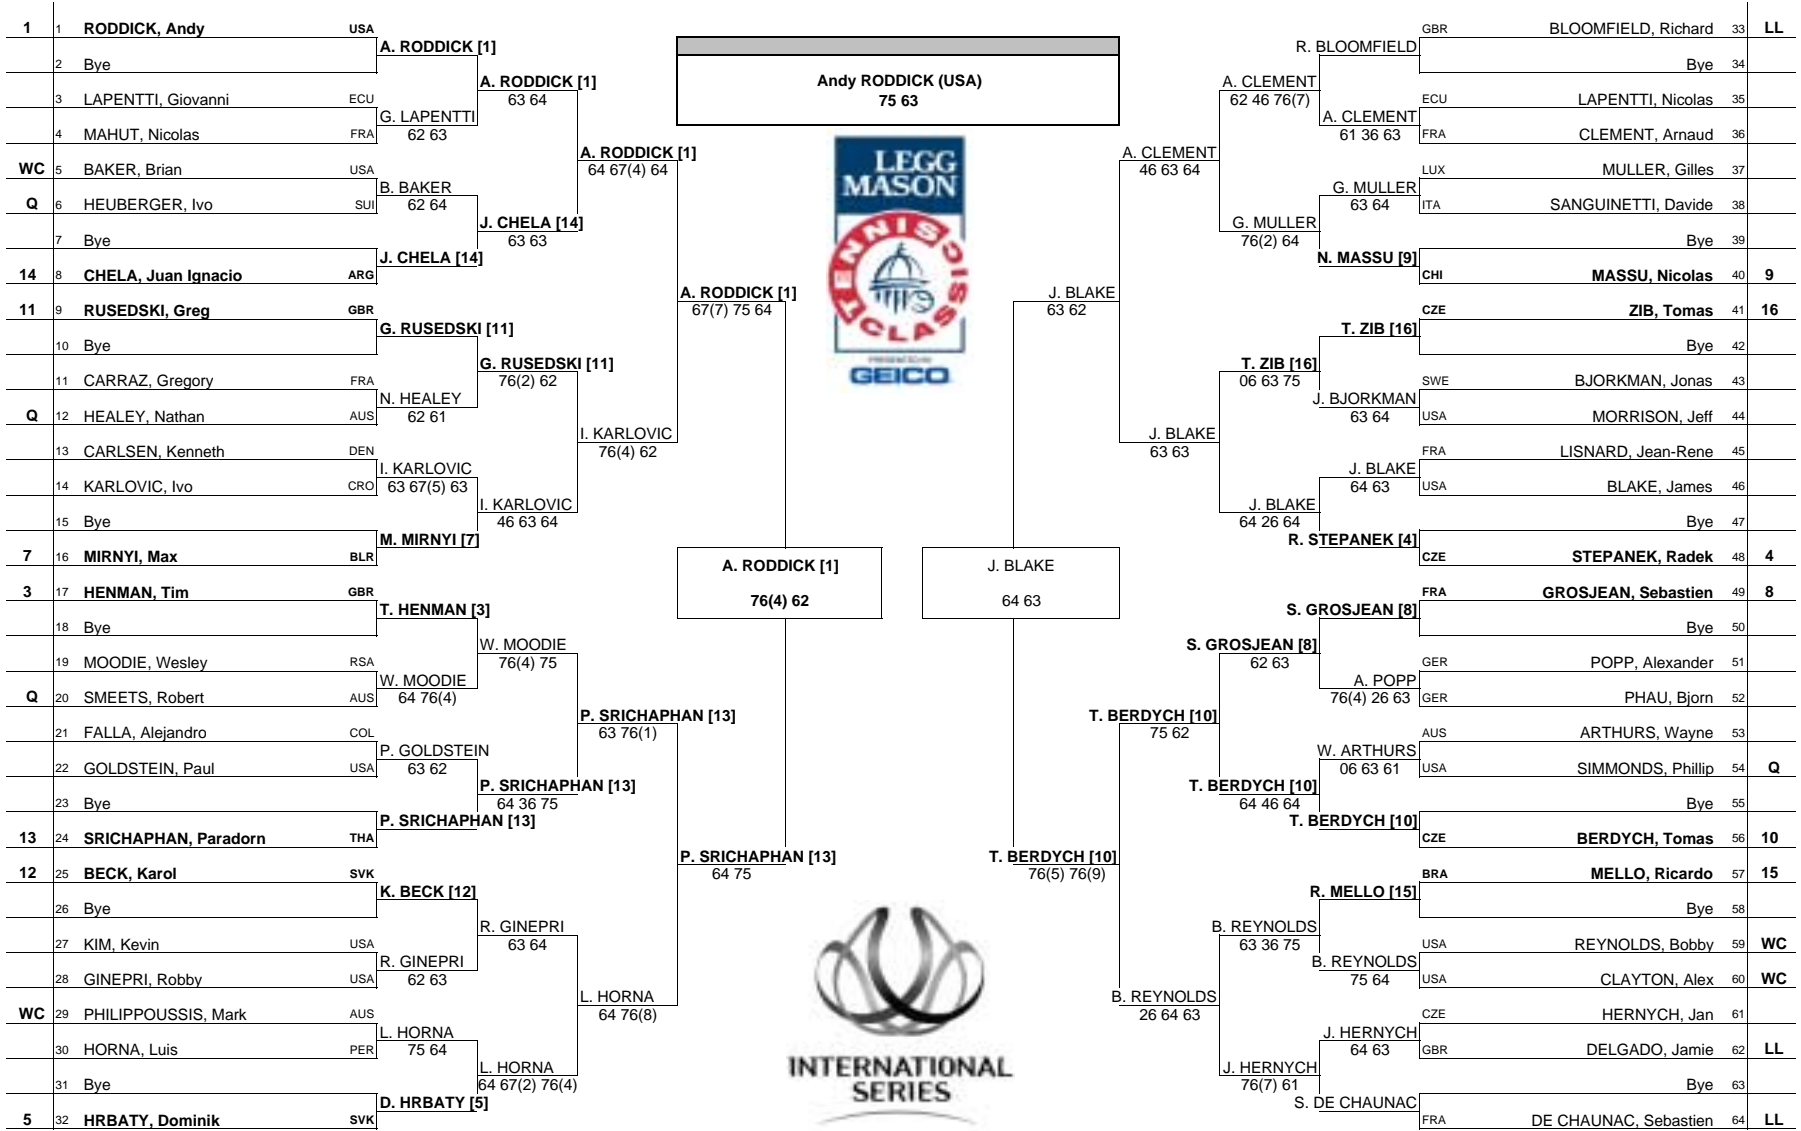 1 1 RODDICK, Andy USA
2 Bye
3 LAPENTTI, Giovanni ECU
4 MAHUT, Nicolas FRA
WC 5 BAKER, Brian USA
Q 6 HEUBERGER, Ivo SUI
7 Bye
14 8 CHELA, Juan Ignacio ARG
11 9 RUSEDSKI, Greg GBR
10 Bye
11 CARRAZ, Gregory FRA
Q 12 HEALEY, Nathan AUS
13 CARLSEN, Kenneth DEN
14 KARLOVIC, Ivo CRO
15 Bye
7 16 MIRNYI, Max BLR
3 17 HENMAN, Tim GBR
18 Bye
19 MOODIE, Wesley RSA
Q 20 SMEETS, Robert AUS
21 FALLA, Alejandro COL
22 GOLDSTEIN, Paul USA
23 Bye
13 24 SRICHAPHAN, Paradorn THA
12 25 BECK, Karol SVK
26 Bye
27 KIM, Kevin USA
28 GINEPRI, Robby USA
WC 29 PHILIPPOUSSIS, Mark AUS
30 HORNA, Luis PER
31 Bye
5 32 HRBATY, Dominik SVK
A. RODDICK [1]
G. LAPENTTI
62 63
B. BAKER
62 64
J. CHELA [14]
G. RUSEDSKI [11]
N. HEALEY
62 61
I. KARLOVIC
63 67(5) 63
M. MIRNYI [7]
T. HENMAN [3]
W. MOODIE
64 76(4)
P. GOLDSTEIN
63 62
P. SRICHAPHAN [13]
K. BECK [12]
R. GINEPRI
62 63
L. HORNA
75 64
D. HRBATY [5]
A. RODDICK [1]
63 64
J. CHELA [14]
63 63
G. RUSEDSKI [11]
76(2) 62
I. KARLOVIC
46 63 64
W. MOODIE
76(4) 75
P. SRICHAPHAN [13]
64 36 75
R. GINEPRI
63 64
L. HORNA
64 67(2) 76(4)
A. RODDICK [1]
64 67(4) 64
I. KARLOVIC
76(4) 62
P. SRICHAPHAN [13]
63 76(1)
L. HORNA
64 76(8)
A. RODDICK [1]
67(7) 75 64
P. SRICHAPHAN [13]
64 75
A. RODDICK [1]
76(4) 62
Andy RODDICK (USA)
75 63
LEGG
MASON
TENNIS CLASSIC
PRESENTED BY
GEICO
INTERNATIONAL
SERIES
J. BLAKE
64 63
J. BLAKE
63 62
T. BERDYCH [10]
76(5) 76(9)
A. CLEMENT
46 63 64
J. BLAKE
63 63
T. BERDYCH [10]
75 62
B. REYNOLDS
26 64 63
A. CLEMENT
62 46 76(7)
G. MULLER
76(2) 64
T. ZIB [16]
06 63 75
J. BLAKE
64 26 64
S. GROSJEAN [8]
62 63
T. BERDYCH [10]
64 46 64
B. REYNOLDS
63 36 75
J. HERNYCH
76(7) 61
R. BLOOMFIELD
A. CLEMENT
61 36 63
G. MULLER
63 64
N. MASSU [9]
T. ZIB [16]
J. BJORKMAN
63 64
J. BLAKE
64 63
R. STEPANEK [4]
S. GROSJEAN [8]
A. POPP
76(4) 26 63
W. ARTHURS
06 63 61
T. BERDYCH [10]
R. MELLO [15]
B. REYNOLDS
75 64
J. HERNYCH
64 63
S. DE CHAUNAC
GBR BLOOMFIELD, Richard 33 LL
Bye 34
ECU LAPENTTI, Nicolas 35
FRA CLEMENT, Arnaud 36
LUX MULLER, Gilles 37
ITA SANGUINETTI, Davide 38
Bye 39
CHI MASSU, Nicolas 40 9
CZE ZIB, Tomas 41 16
Bye 42
SWE BJORKMAN, Jonas 43
USA MORRISON, Jeff 44
FRA LISNARD, Jean-Rene 45
USA BLAKE, James 46
Bye 47
CZE STEPANEK, Radek 48 4
FRA GROSJEAN, Sebastien 49 8
Bye 50
GER POPP, Alexander 51
GER PHAU, Bjorn 52
AUS ARTHURS, Wayne 53
USA SIMMONDS, Phillip 54 Q
Bye 55
CZE BERDYCH, Tomas 56 10
BRA MELLO, Ricardo 57 15
Bye 58
USA REYNOLDS, Bobby 59 WC
USA CLAYTON, Alex 60 WC
CZE HERNYCH, Jan 61
GBR DELGADO, Jamie 62 LL
Bye 63
FRA DE CHAUNAC, Sebastien 64 LL